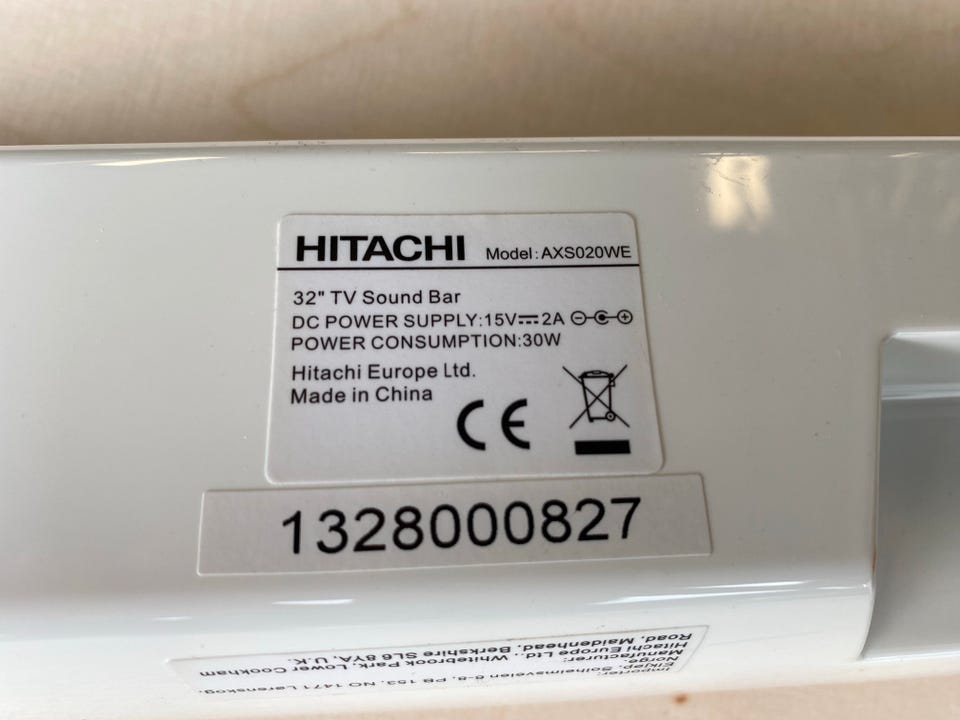 HITACHI Model:AXS020WE
32" TV Sound Bar
DC POWER SUPPLY:15V⎓2A
POWER CONSUMPTION:30W
Hitachi Europe Ltd.
Made in China
CE
1328000827
Importer:
Elkjøp, Solheimsveien 6-8, PB 153, NO 1471 Lørenskog,
Norge.
Manufacturer:
Hitachi Europe Ltd., Whitebrook Park, Lower Cookham
Road, Maidenhead, Berkshire SL6 8YA, U.K.